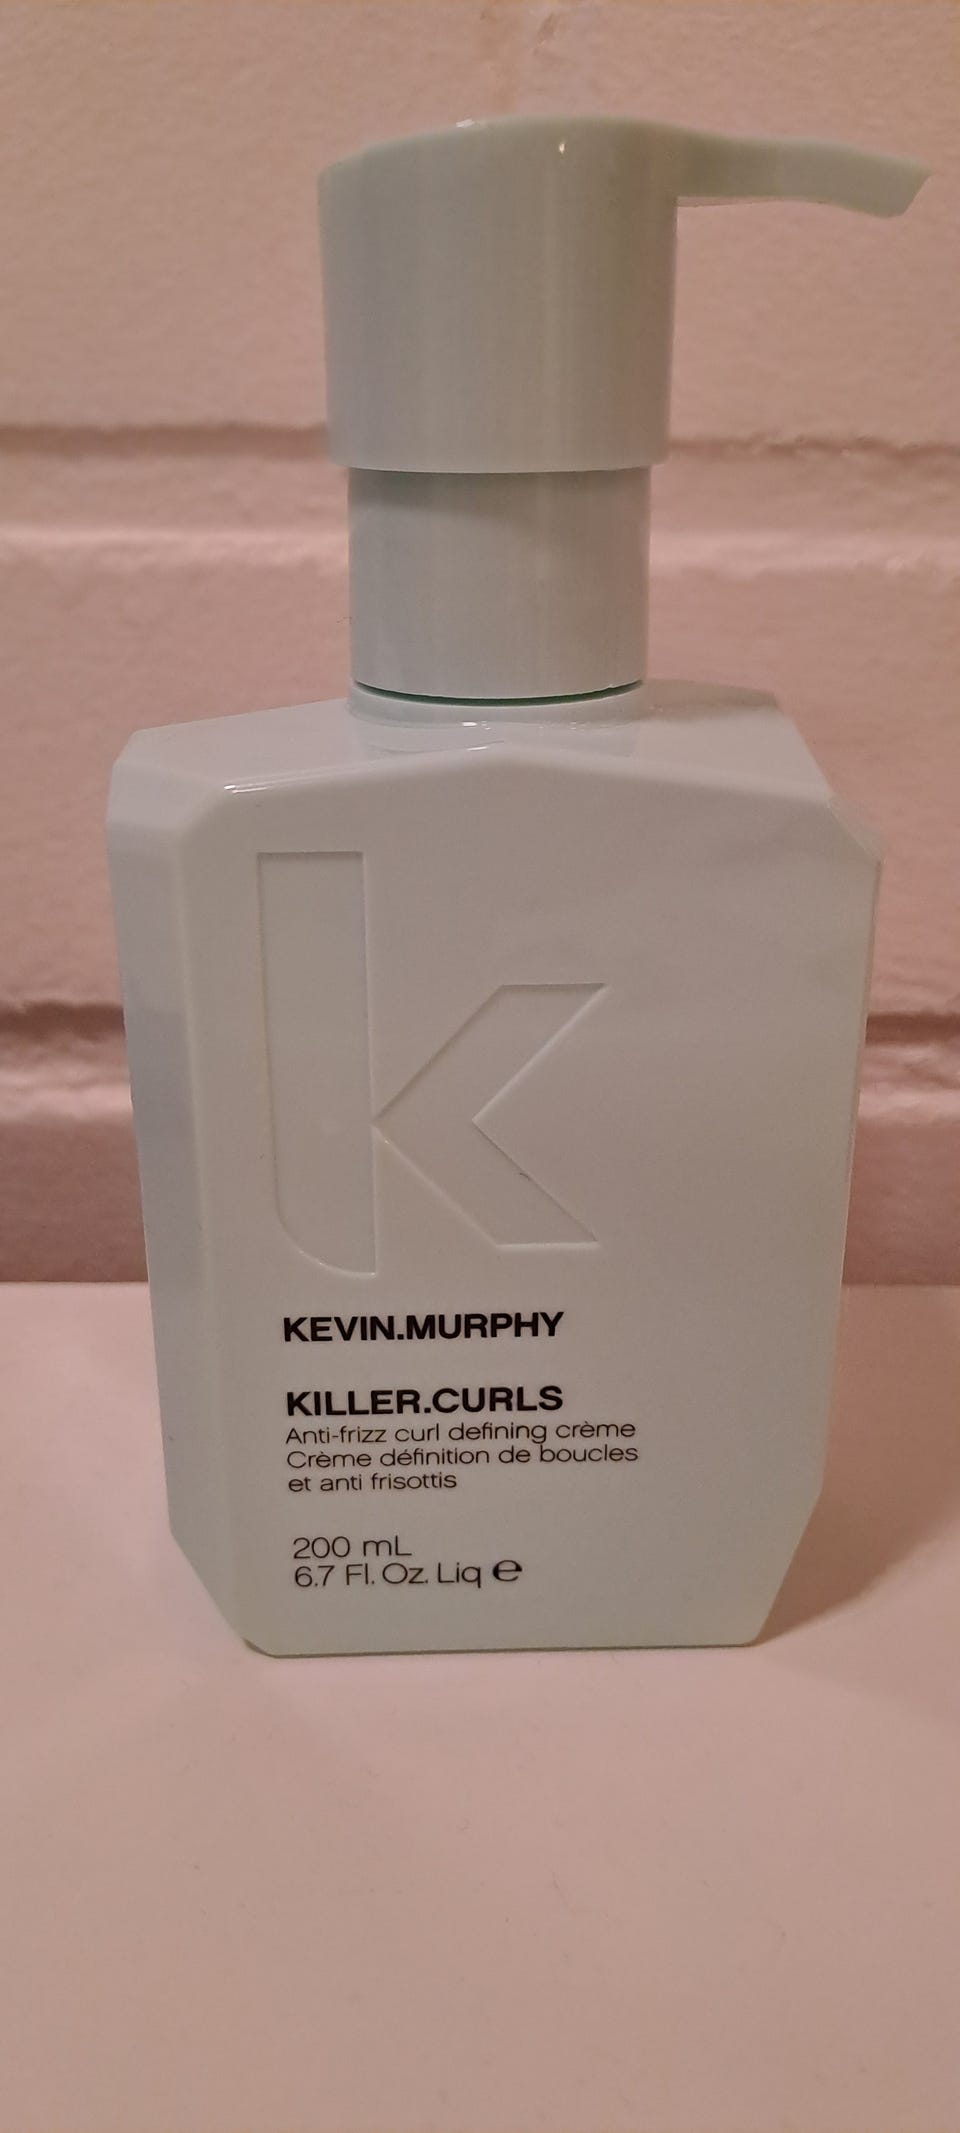 k
KEVIN.MURPHY
KILLER.CURLS
Anti-frizz curl defining crème
Crème définition de boucles
et anti frisottis
200 mL
6.7 Fl. Oz. Liq ℮